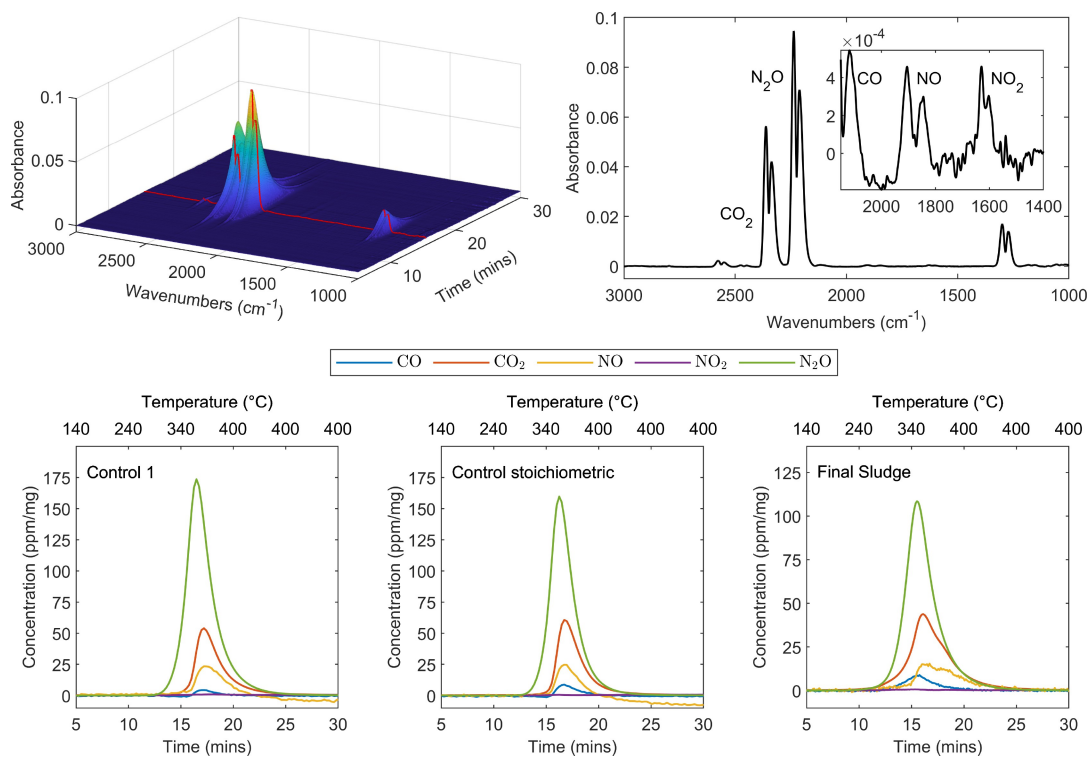 0.1
0.05
0
Absorbance
3000
2500
2000
1500
1000
Wavenumbers (cm-1)
10
20
30
Time (mins)
0.1
0.08
0.06
0.04
0.02
0
Absorbance
3000 2500 2000 1500 1000
Wavenumbers (cm-1)
N2O
CO2
×10-4
4
2
0
CO NO NO2
2000 1800 1600 1400
CO CO2 NO NO2 N2O
Temperature (°C)
140 240 340 400 400 400
Control 1
175
150
125
100
75
50
25
0
Concentration (ppm/mg)
5 10 15 20 25 30
Time (mins)
Temperature (°C)
140 240 340 400 400 400
Control stoichiometric
175
150
125
100
75
50
25
0
Concentration (ppm/mg)
5 10 15 20 25 30
Time (mins)
Temperature (°C)
140 240 340 400 400 400
Final Sludge
125
100
75
50
25
0
Concentration (ppm/mg)
5 10 15 20 25 30
Time (mins)